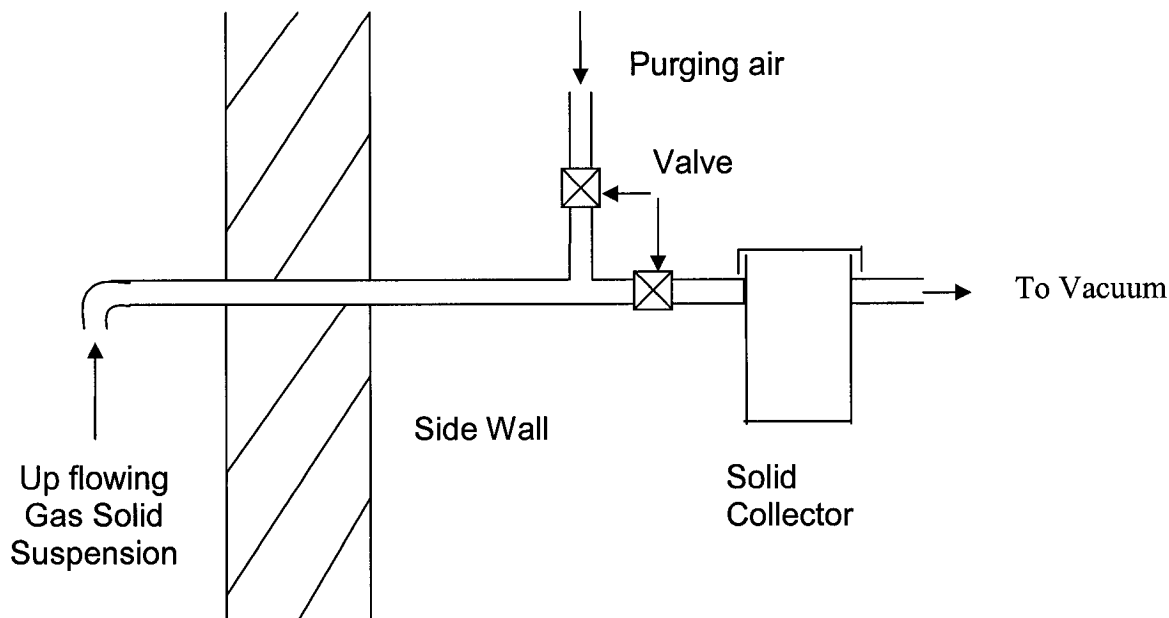 Purging air
Valve
To Vacuum
Side Wall
Up flowing
Gas Solid
Suspension
Solid
Collector